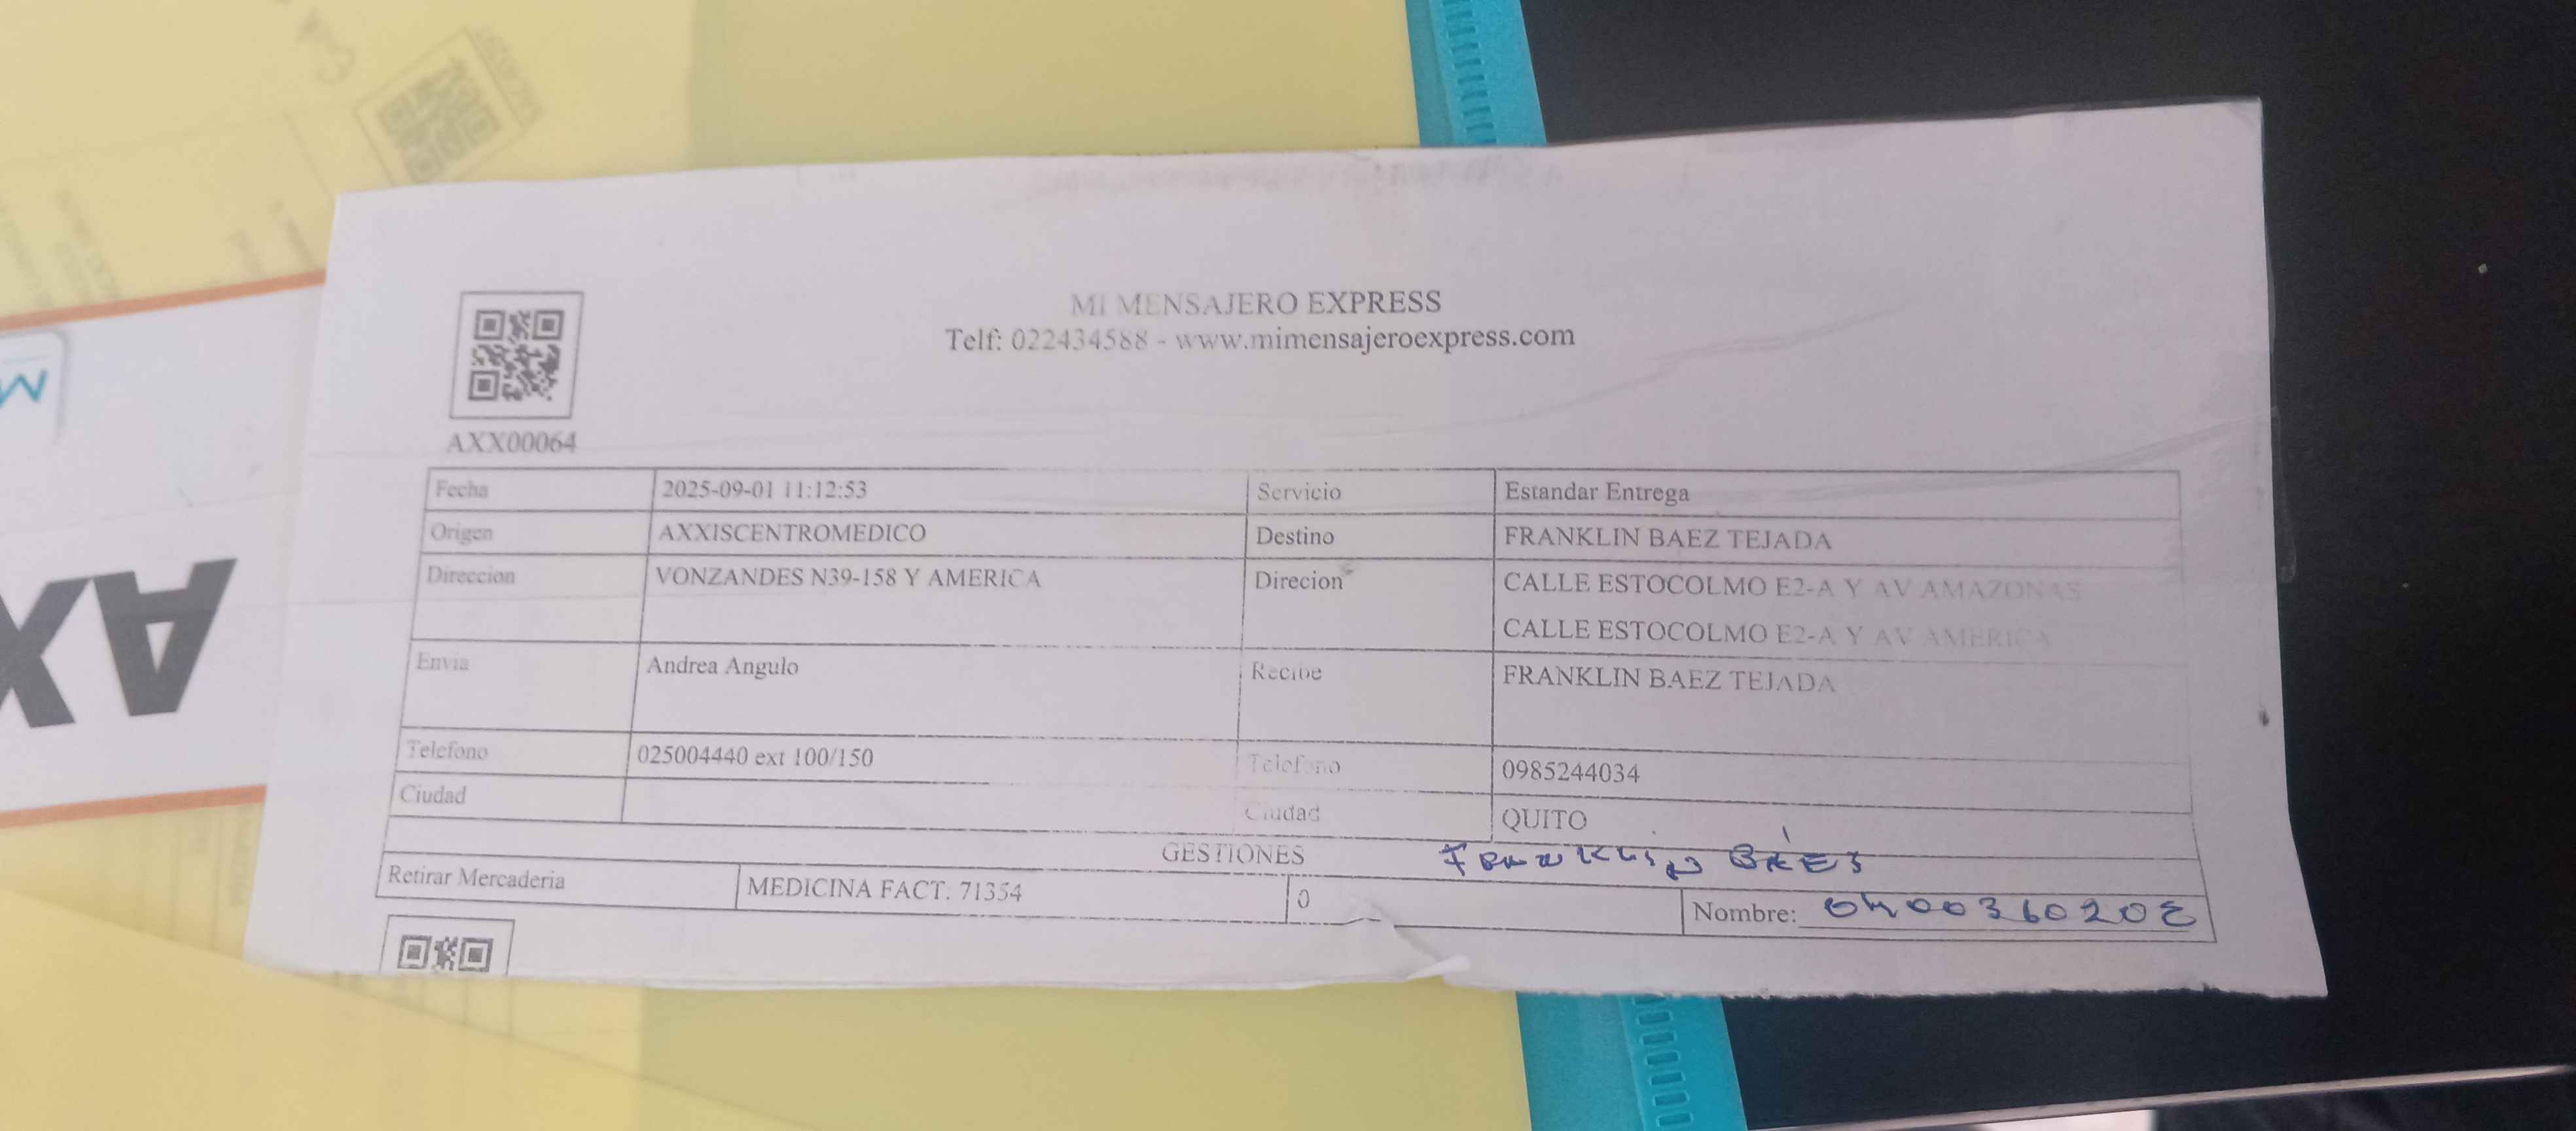 MI MENSAJERO EXPRESS
Telf: 022434588 - www.mimensajeroexpress.com
AXX00064
Fecha 2025-09-01 11:12:53 Servicio Estandar Entrega
Origen AXXISCENTROMEDICO Destino FRANKLIN BAEZ TEJADA
Direccion VONZANDES N39-158 Y AMERICA Direcion CALLE ESTOCOLMO E2-A Y AV AMAZONAS
CALLE ESTOCOLMO E2-A Y AV AMERICA
Envia Andrea Angulo Recibe FRANKLIN BAEZ TEJADA
Telefono 025004440 ext 100/150 Telefono 0985244034
Ciudad Ciudad QUITO
GESTIONES FRANKLIN BÁES
Retirar Mercaderia MEDICINA FACT. 71354 0 Nombre:
AX
M